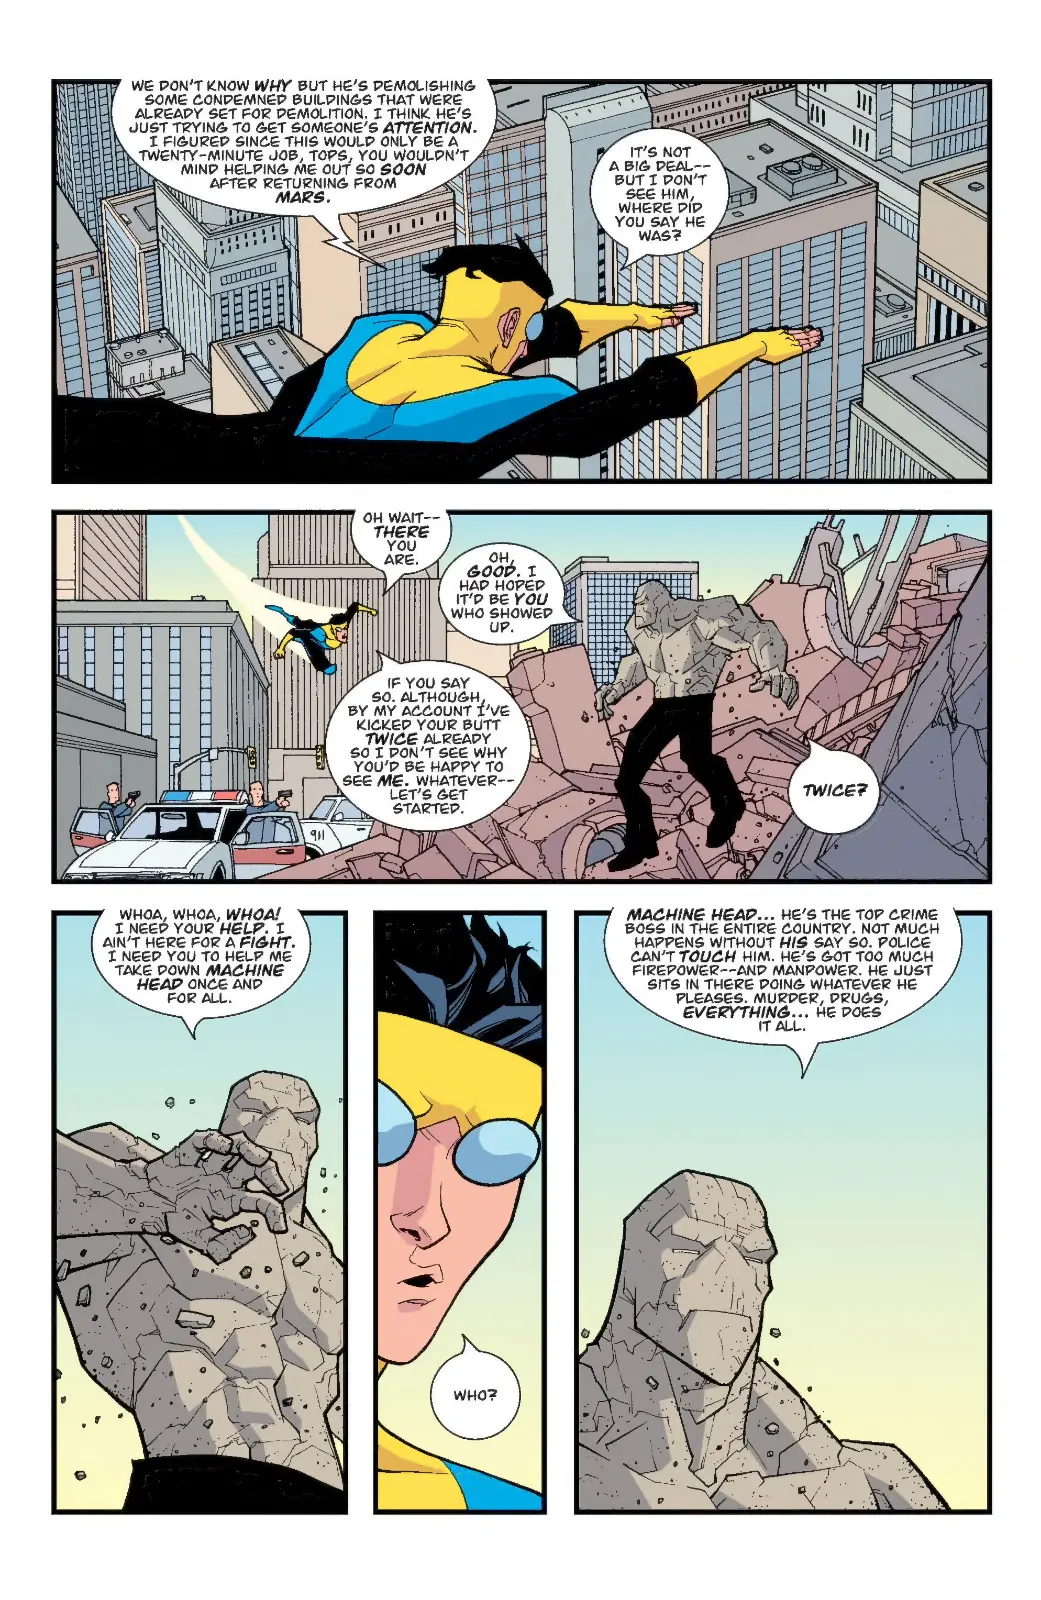 WE DON'T KNOW WHY BUT HE'S DEMOLISHING
SOME CONDEMNED BUILDINGS THAT WERE
ALREADY SET FOR DEMOLITION. I THINK HE'S
JUST TRYING TO GET SOMEONE'S ATTENTION.
I FIGURED SINCE THIS WOULD ONLY BE A
TWENTY-MINUTE JOB, TOPS, YOU WOULDN'T
MIND HELPING ME OUT SO SOON
AFTER RETURNING FROM
MARS.
IT'S NOT
A BIG DEAL--
BUT I DON'T
SEE HIM,
WHERE DID
YOU SAY HE
WAS?
OH WAIT--
THERE
YOU
ARE.
OH,
GOOD. I
HAD HOPED
IT'D BE YOU
WHO SHOWED
UP.
IF YOU SAY
SO. ALTHOUGH,
BY MY ACCOUNT I'VE
KICKED YOUR BUTT
TWICE ALREADY
SO I DON'T SEE WHY
YOU'D BE HAPPY TO
SEE ME. WHATEVER--
LET'S GET
STARTED.
TWICE?
911
WHOA, WHOA, WHOA!
I NEED YOUR HELP. I
AIN'T HERE FOR A FIGHT.
I NEED YOU TO HELP ME
TAKE DOWN MACHINE
HEAD ONCE AND
FOR ALL.
WHO?
MACHINE HEAD... HE'S THE TOP CRIME
BOSS IN THE ENTIRE COUNTRY. NOT MUCH
HAPPENS WITHOUT HIS SAY SO. POLICE
CAN'T TOUCH HIM. HE'S GOT TOO MUCH
FIREPOWER--AND MANPOWER. HE JUST
SITS IN THERE DOING WHATEVER HE
PLEASES. MURDER, DRUGS,
EVERYTHING... HE DOES
IT ALL.